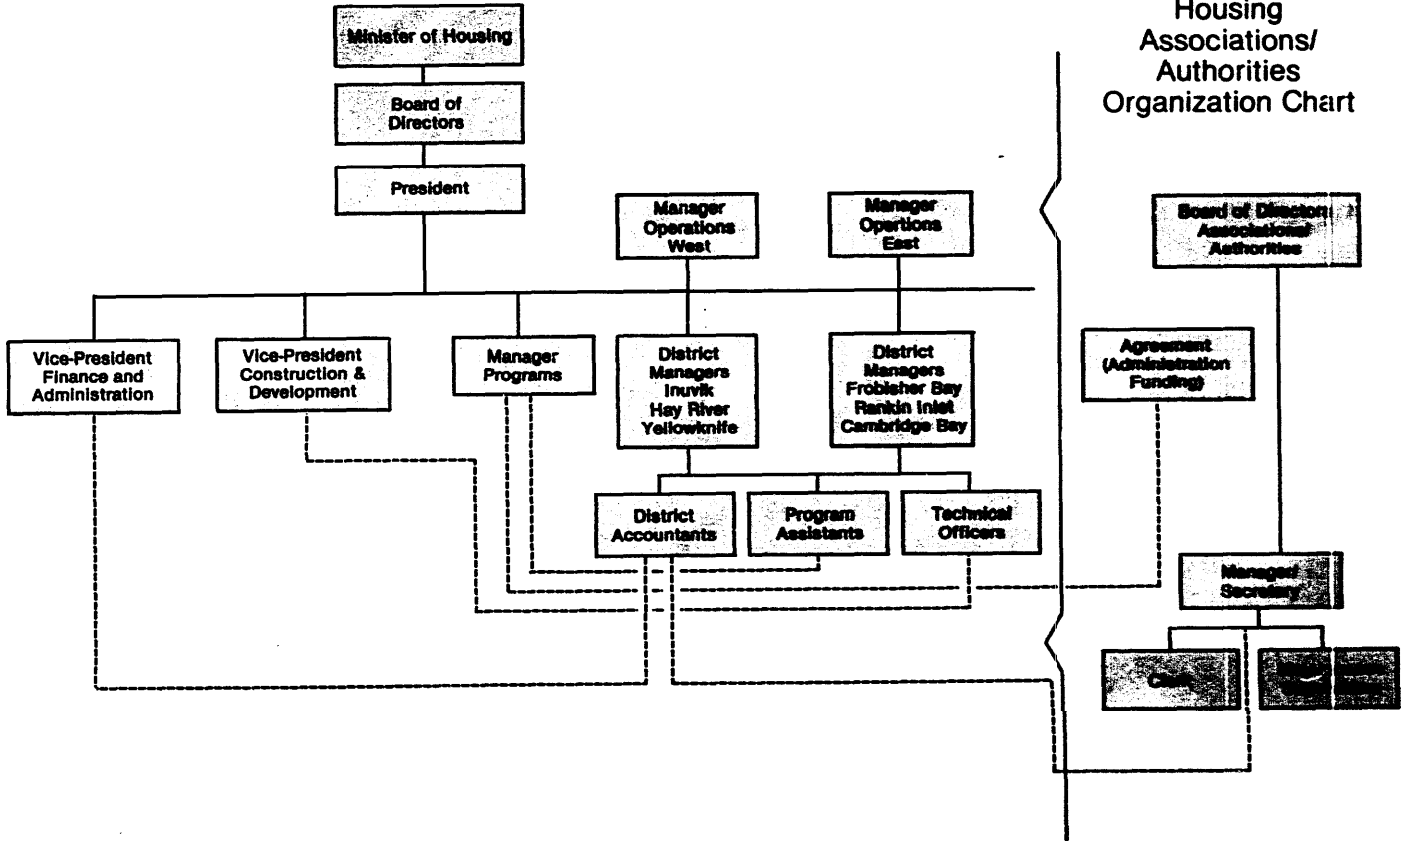 Housing
Associations/
Authorities
Organization Chart
Minister of Housing
Board of
Directors
President
Manager
Operations
West
Manager
Opertions
East
Board of Directors
Associations/
Authorities
Vice-President
Finance and
Administration
Vice-President
Construction &
Development
Manager
Programs
District
Managers
Inuvik
Hay River
Yellowknife
District
Managers
Frobisher Bay
Rankin Inlet
Cambridge Bay
Agreement
(Administration
Funding)
District
Accountants
Program
Assistants
Technical
Officers
Manager/
Secretary